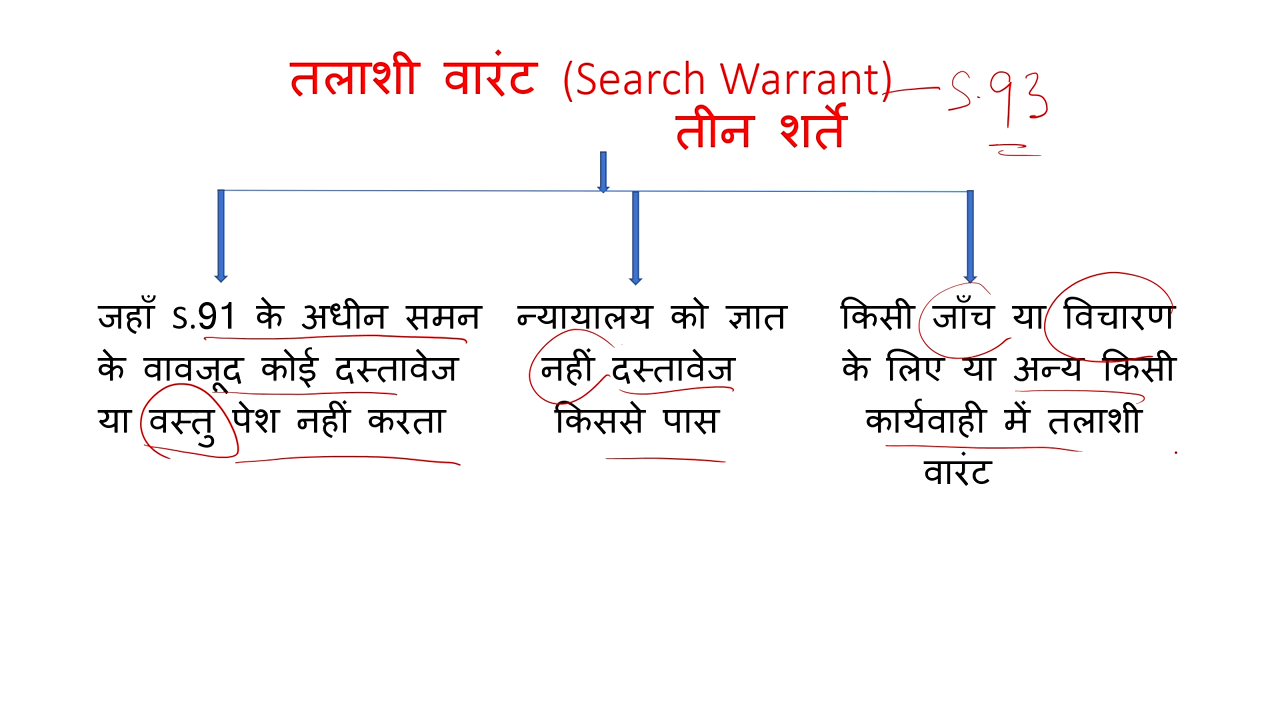 तलाशी वारंट (Search Warrant) — S.93
तीन शर्ते
जहाँ S.91 के अधीन समन
के वावजूद कोई दस्तावेज
या वस्तु पेश नहीं करता
न्यायालय को ज्ञात
नहीं दस्तावेज
किससे पास
किसी जाँच या विचारण
के लिए या अन्य किसी
कार्यवाही में तलाशी
वारंट